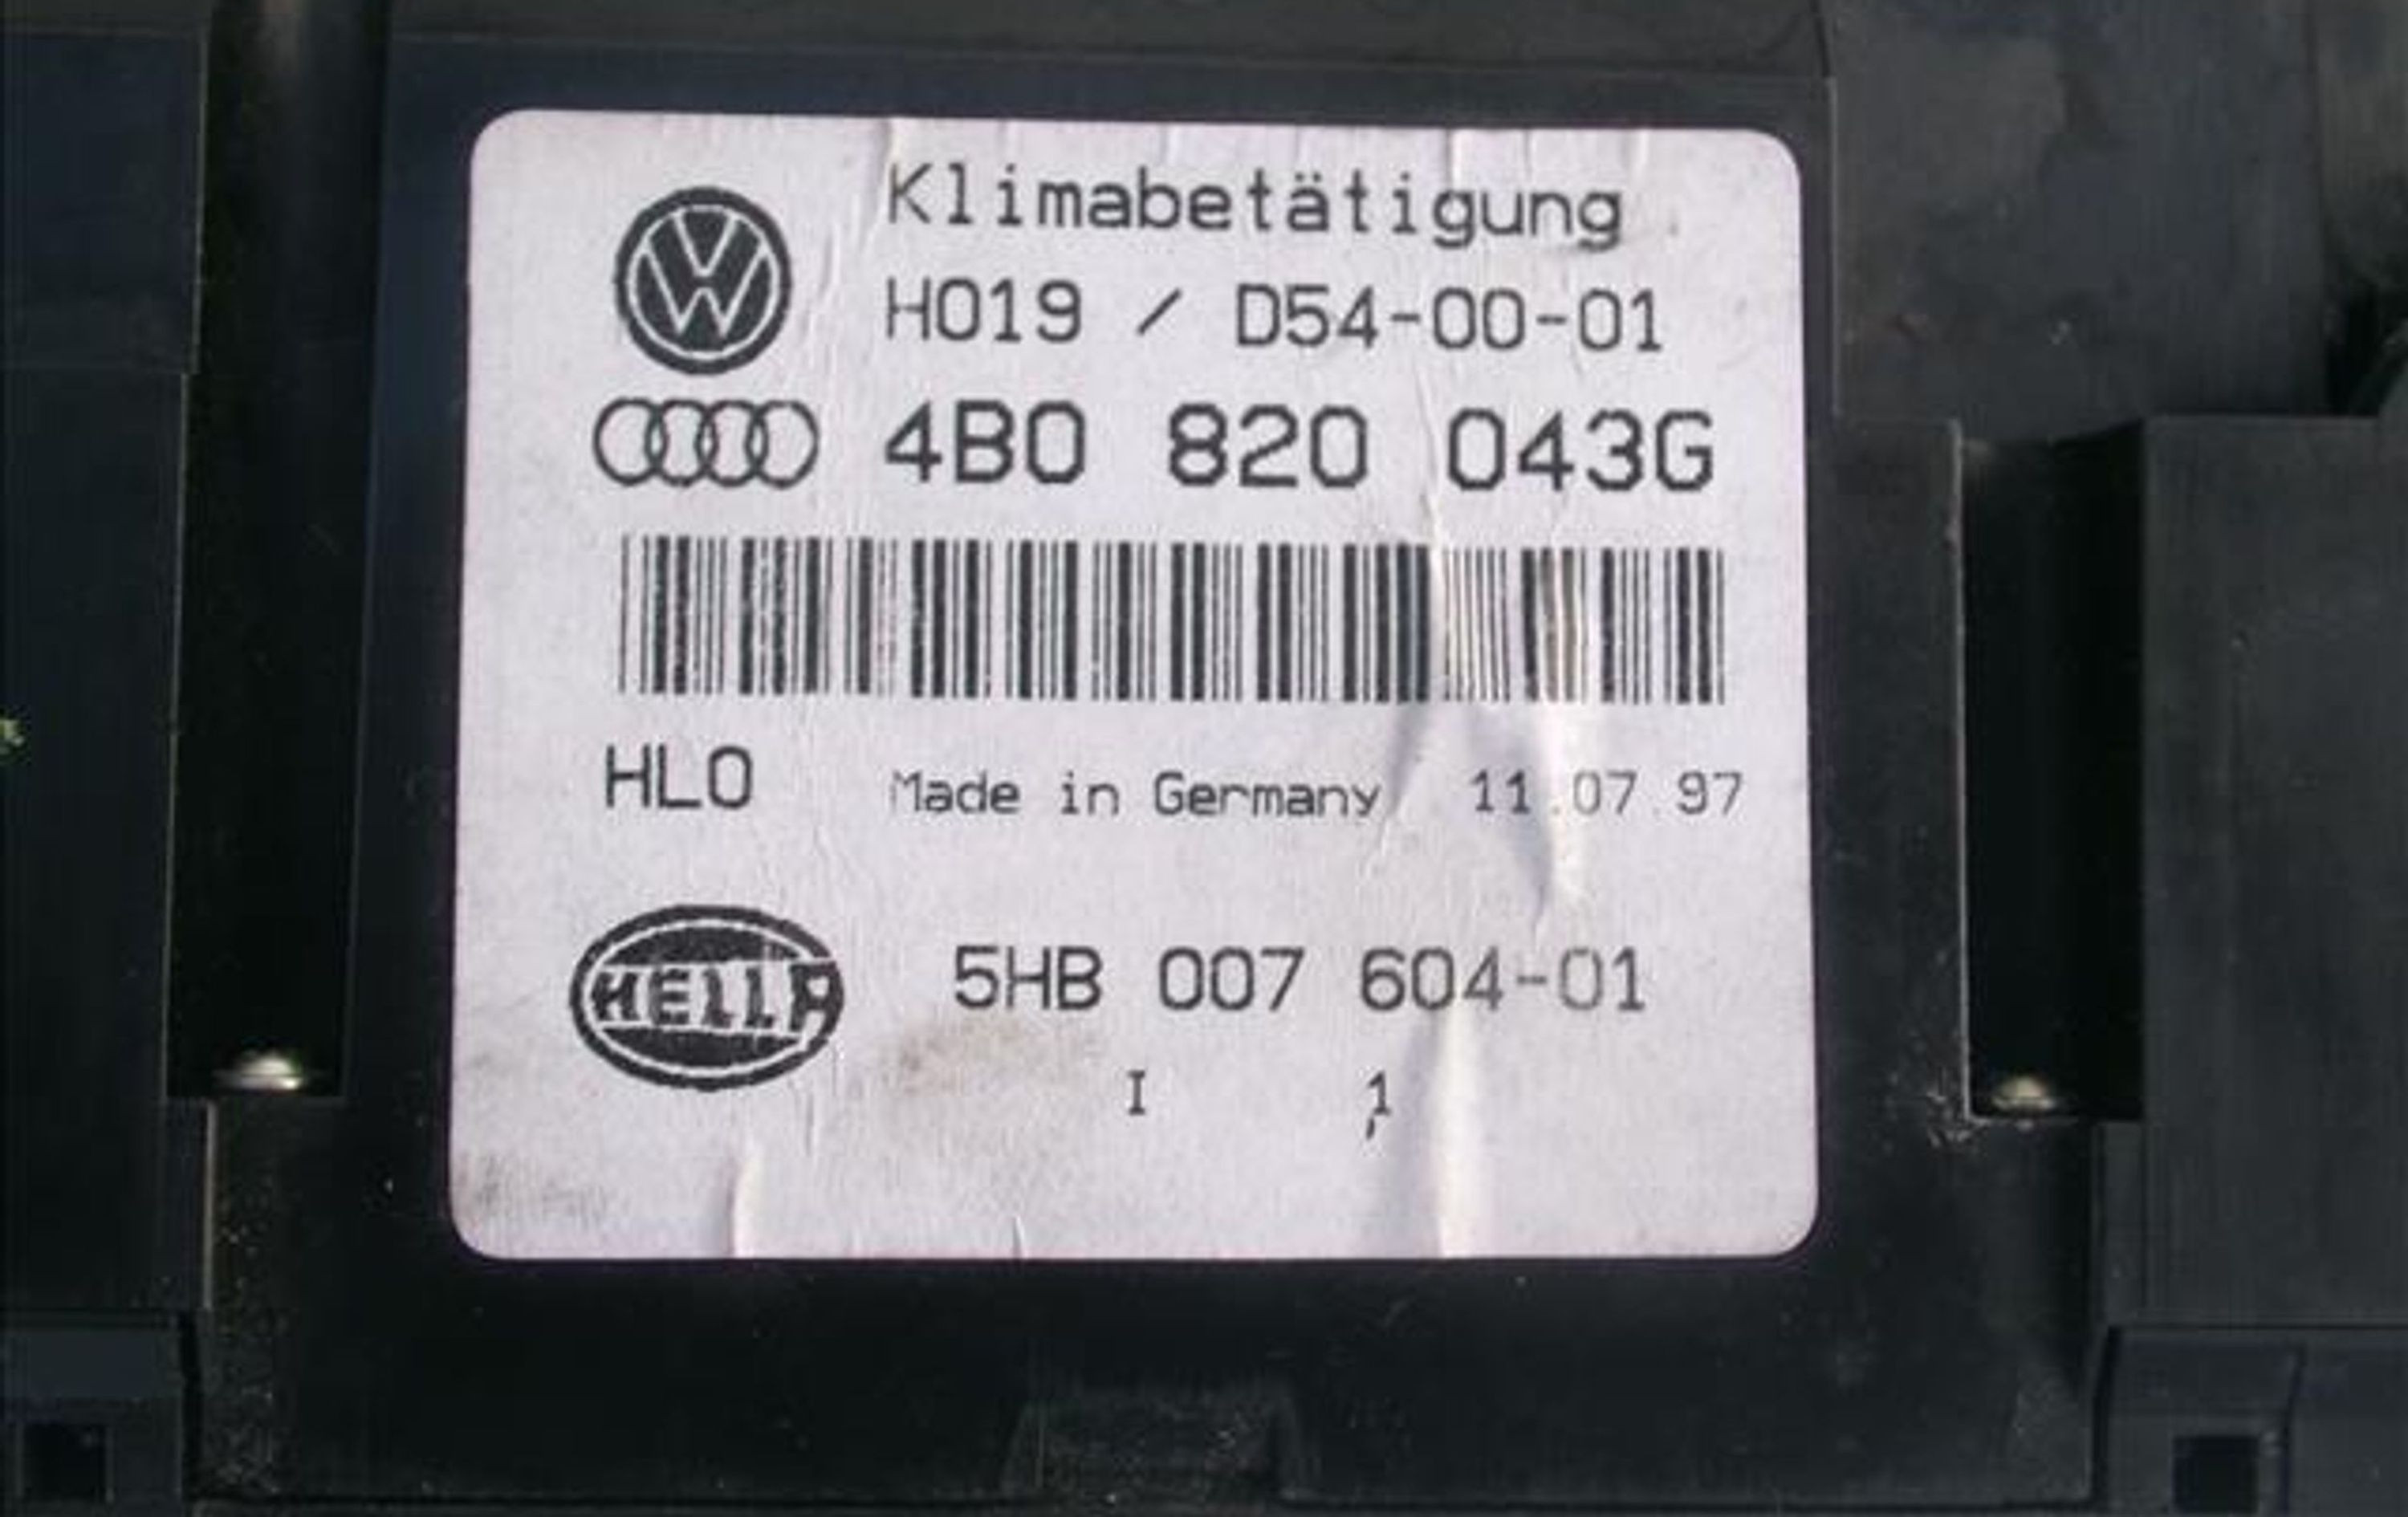 Klimabetätigung
H019 / D54-00-01
4B0 820 043G
HLO Made in Germany 11.07.97
HELLA 5HB 007 604-01
I 1